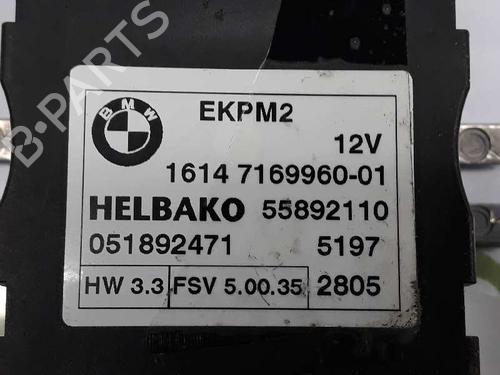 B-PARTS
BMW
EKPM2
12V
1614 7169960-01
HELBAKO 55892110
051892471 5197
HW 3.3 FSV 5.00.35 2805